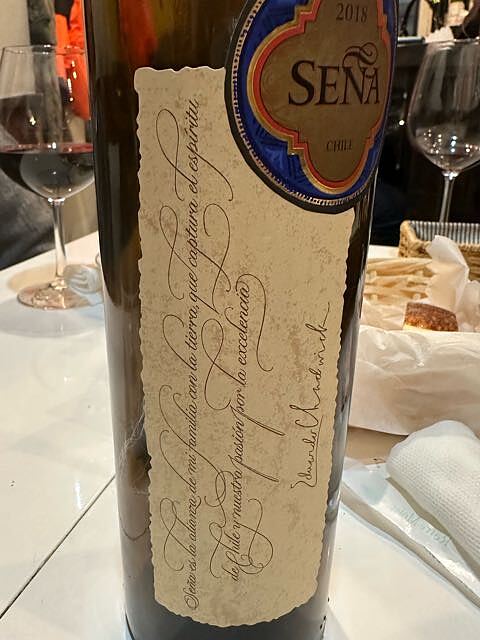 2018
SEÑA
CHILE
Seña es la alianza de mi familia con la tierra, que captura el espíritu
de Chile y nuestra pasión por la excelencia
Eduardo Chadwick